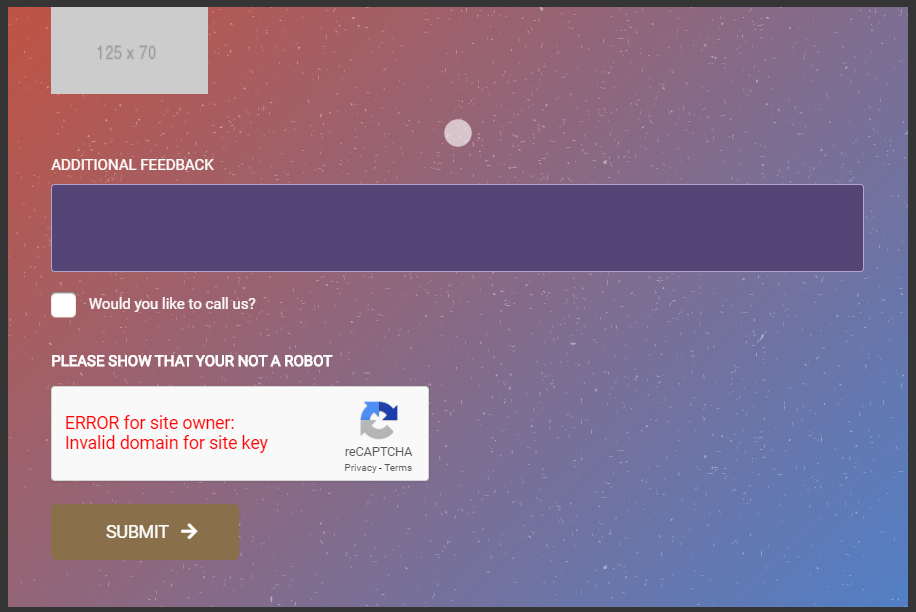 125 x 70
ADDITIONAL FEEDBACK
Would you like to call us?
PLEASE SHOW THAT YOUR NOT A ROBOT
ERROR for site owner:
Invalid domain for site key
reCAPTCHA
Privacy - Terms
SUBMIT